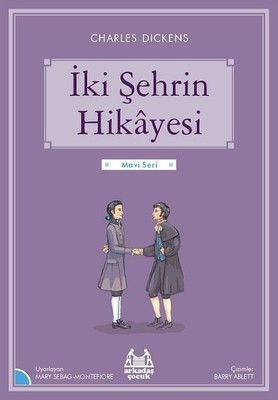 CHARLES DICKENS
İki Şehrin
Hikâyesi
Mavi Seri
Uyarlayan
MARY SEBAG-MONTEFIORE
arkadaş
çocuk
Çizimler
BARRY ABLETT